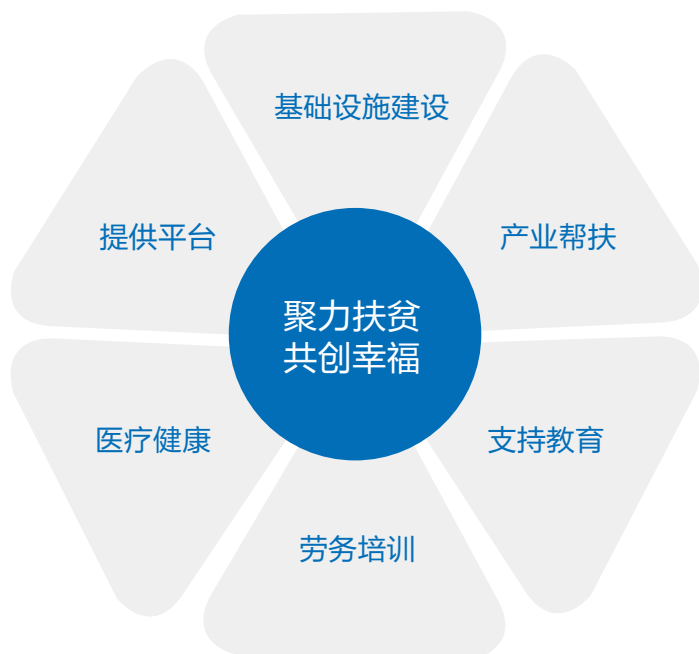 基础设施建设
提供平台
产业帮扶
聚力扶贫
共创幸福
医疗健康
支持教育
劳务培训